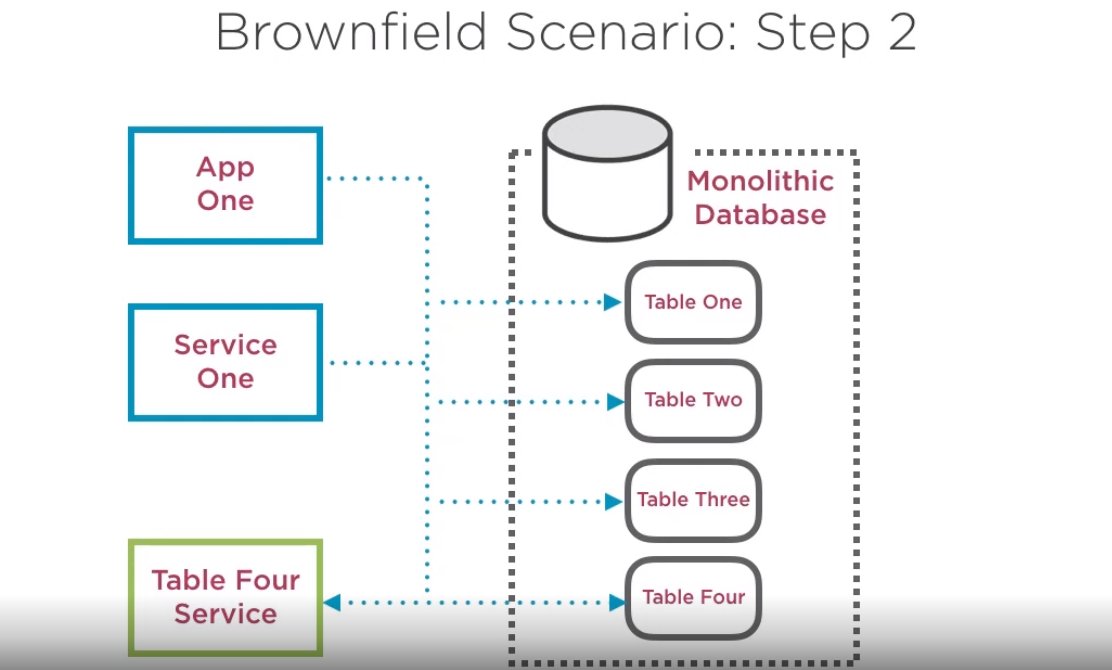 Brownfield Scenario: Step 2
App
One
Monolithic
Database
Table One
Service
One
Table Two
Table Three
Table Four
Service
Table Four